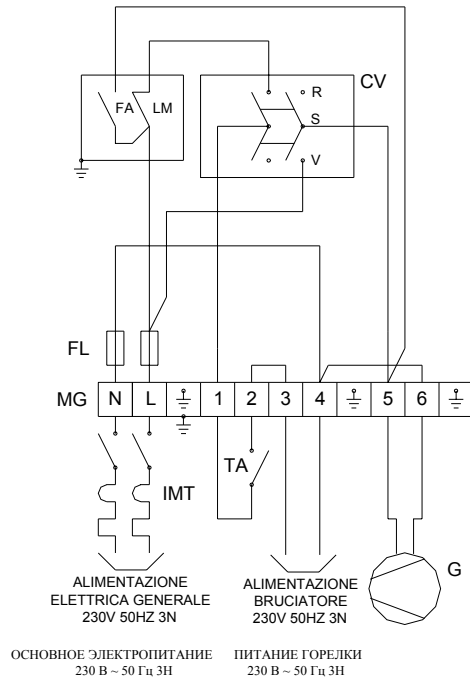 FA LM
R
S
V
CV
FL
MG N L 1 2 3 4 5 6
IMT
TA
G
ALIMENTAZIONE
ELETTRICA GENERALE
230V 50HZ 3N
ALIMENTAZIONE
BRUCIATORE
230V 50HZ 3N
ОСНОВНОЕ ЭЛЕКТРОПИТАНИЕ
230 В ~ 50 Гц 3Н
ПИТАНИЕ ГОРЕЛКИ
230 В ~ 50 Гц 3Н